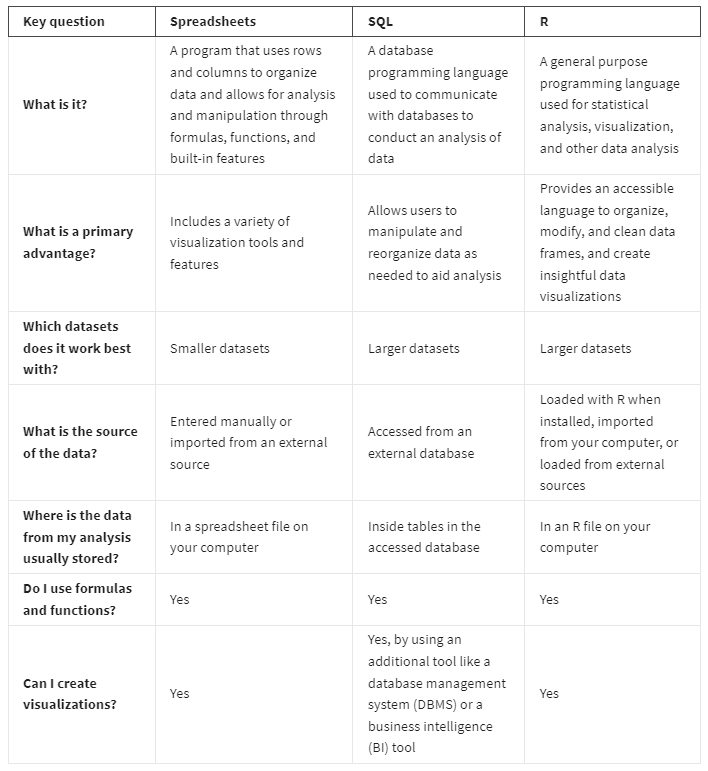 Key question
Spreadsheets
SQL
R
What is it?
A program that uses rows
and columns to organize
data and allows for analysis
and manipulation through
formulas, functions, and
built-in features
A database
programming language
used to communicate
with databases to
conduct an analysis of
data
A general purpose
programming language
used for statistical
analysis, visualization,
and other data analysis
What is a primary
advantage?
Includes a variety of
visualization tools and
features
Allows users to
manipulate and
reorganize data as
needed to aid analysis
Provides an accessible
language to organize,
modify, and clean data
frames, and create
insightful data
visualizations
Which datasets
does it work best
with?
Smaller datasets
Larger datasets
Larger datasets
What is the source
of the data?
Entered manually or
imported from an external
source
Accessed from an
external database
Loaded with R when
installed, imported
from your computer, or
loaded from external
sources
Where is the data
from my analysis
usually stored?
In a spreadsheet file on
your computer
Inside tables in the
accessed database
In an R file on your
computer
Do I use formulas
and functions?
Yes
Yes
Yes
Can I create
visualizations?
Yes
Yes, by using an
additional tool like a
database management
system (DBMS) or a
business intelligence
(BI) tool
Yes